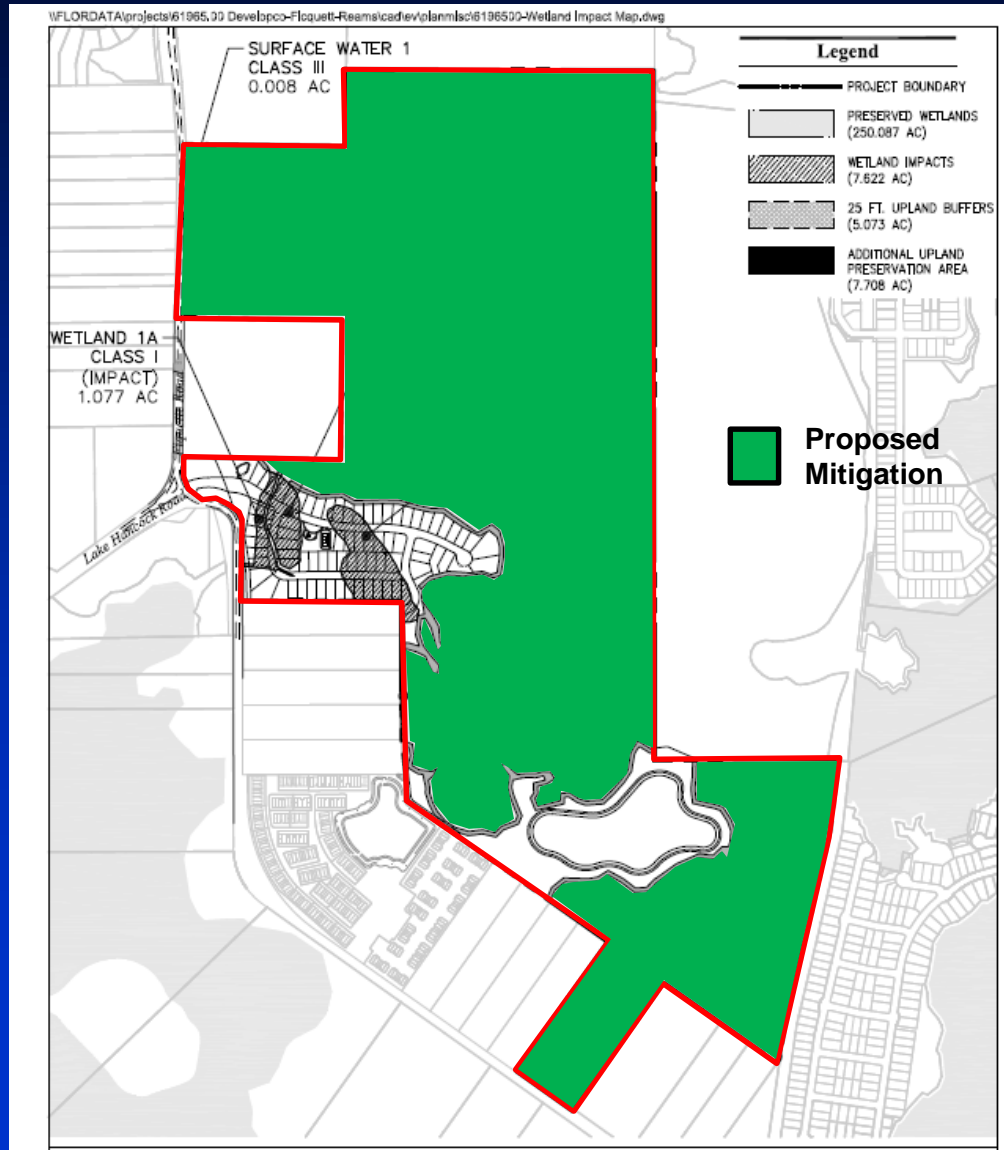 \\FLORDATA\projects\61965.00 Developco-Ficquett-Reams\cad\ev\planmisc\6196500-Wetland Impact Map.dwg
SURFACE WATER 1
CLASS III
0.008 AC
Legend
PROJECT BOUNDARY
PRESERVED WETLANDS
(250.087 AC)
WETLAND IMPACTS
(7.622 AC)
25 FT. UPLAND BUFFERS
(5.073 AC)
ADDITIONAL UPLAND
PRESERVATION AREA
(7.708 AC)
WETLAND 1A
CLASS I
(IMPACT)
1.077 AC
Road
Lake Hancock Road
Proposed
Mitigation